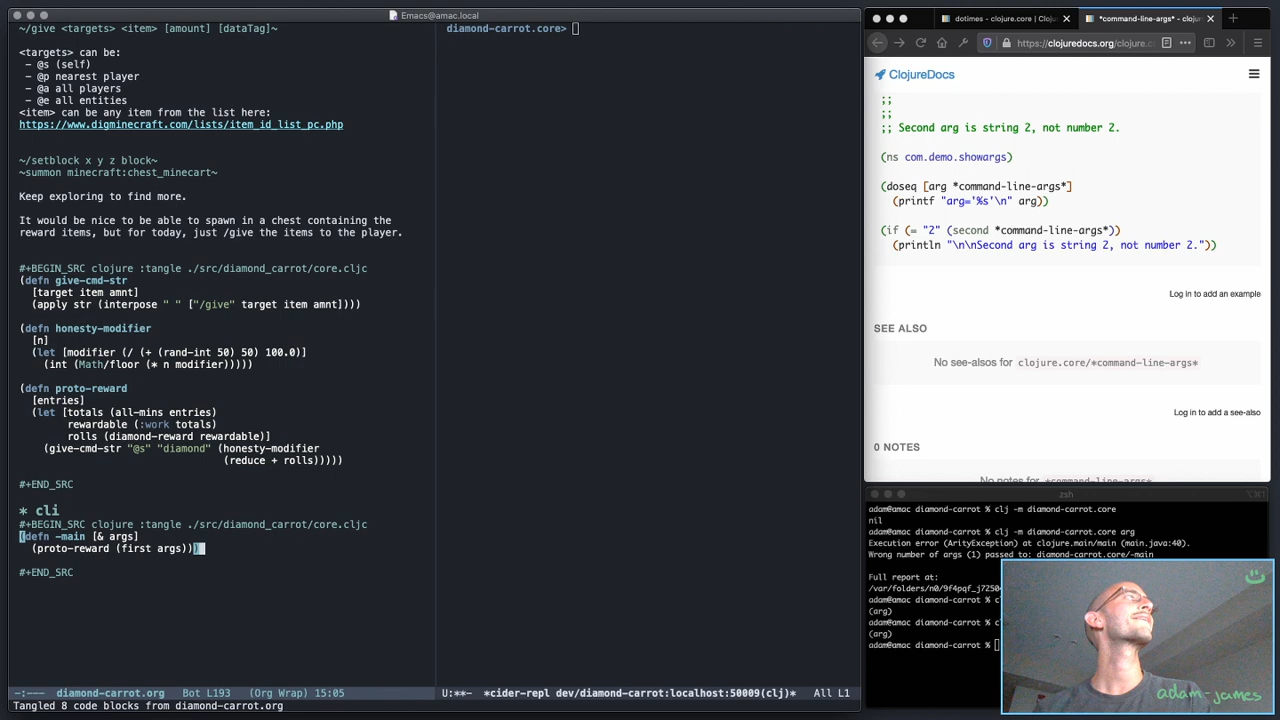 Emacs@amac.local
~/give <targets> <item> [amount] [dataTag]~
<targets> can be:
- @s (self)
- @p nearest player
- @a all players
- @e all entities
<item> can be any item from the list here:
https://www.digminecraft.com/lists/item_id_list_pc.php
~/setblock x y z block~
~summon minecraft:chest_minecart~
Keep exploring to find more.
It would be nice to be able to spawn in a chest containing the
reward items, but for today, just /give the items to the player.
#+BEGIN_SRC clojure :tangle ./src/diamond_carrot/core.cljc
(defn give-cmd-str
[target item amnt]
(apply str (interpose " " ["/give" target item amnt])))
(defn honesty-modifier
[n]
(let [modifier (/ (+ (rand-int 50) 50) 100.0)]
(int (Math/floor (* n modifier)))))
(defn proto-reward
[entries]
(let [totals (all-mins entries)
rewardable (:work totals)
rolls (diamond-reward rewardable)]
(give-cmd-str "@s" "diamond" (honesty-modifier
(reduce + rolls)))))
#+END_SRC
* cli
#+BEGIN_SRC clojure :tangle ./src/diamond_carrot/core.cljc
(defn -main [& args]
(proto-reward (first args)))
#+END_SRC
-:---  diamond-carrot.org   Bot L193   (Org Wrap) 15:05
Tangled 8 code blocks from diamond-carrot.org
diamond-carrot.core>
U:**-  *cider-repl dev/diamond-carrot:localhost:50009(clj)*   All L1
dotimes - clojure.core | Cloj
*command-line-args* - cloju
https://clojuredocs.org/clojure.c
ClojureDocs
;;
;;
;; Second arg is string 2, not number 2.
(ns com.demo.showargs)
(doseq [arg *command-line-args*]
(printf "arg='%s'\n" arg))
(if (= "2" (second *command-line-args*))
(println "\n\nSecond arg is string 2, not number 2."))
Log in to add an example
SEE ALSO
No see-alsos for clojure.core/*command-line-args*
Log in to add a see-also
0 NOTES
No notes for *command-line-args*
zsh
adam@amac diamond-carrot % clj -m diamond-carrot.core
nil
adam@amac diamond-carrot % clj -m diamond-carrot.core arg
Execution error (ArityException) at clojure.main/main (main.java:40).
Wrong number of args (1) passed to: diamond-carrot.core/-main
Full report at:
/var/folders/n0/9f4pqf_j7250
adam@amac diamond-carrot % c
(arg)
adam@amac diamond-carrot % c
(arg)
adam@amac diamond-carrot %
adam-james